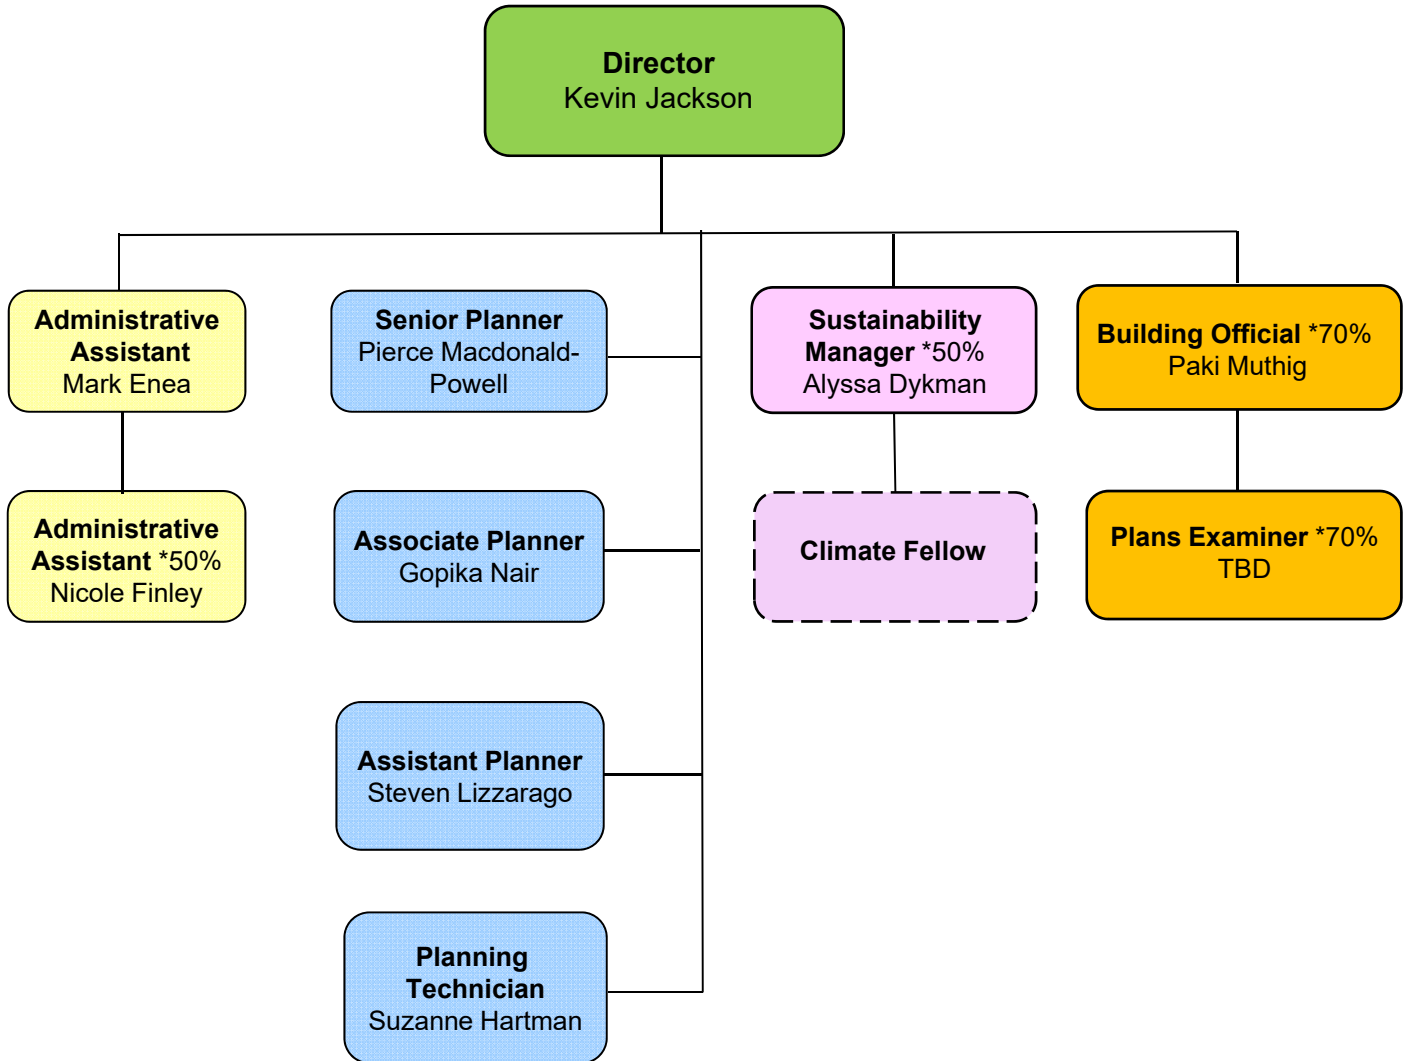 Director
Kevin Jackson
Administrative
Assistant
Mark Enea
Senior Planner
Pierce Macdonald-
Powell
Sustainability
Manager *50%
Alyssa Dykman
Building Official *70%
Paki Muthig
Administrative
Assistant *50%
Nicole Finley
Associate Planner
Gopika Nair
Climate Fellow
Plans Examiner *70%
TBD
Assistant Planner
Steven Lizzarago
Planning
Technician
Suzanne Hartman